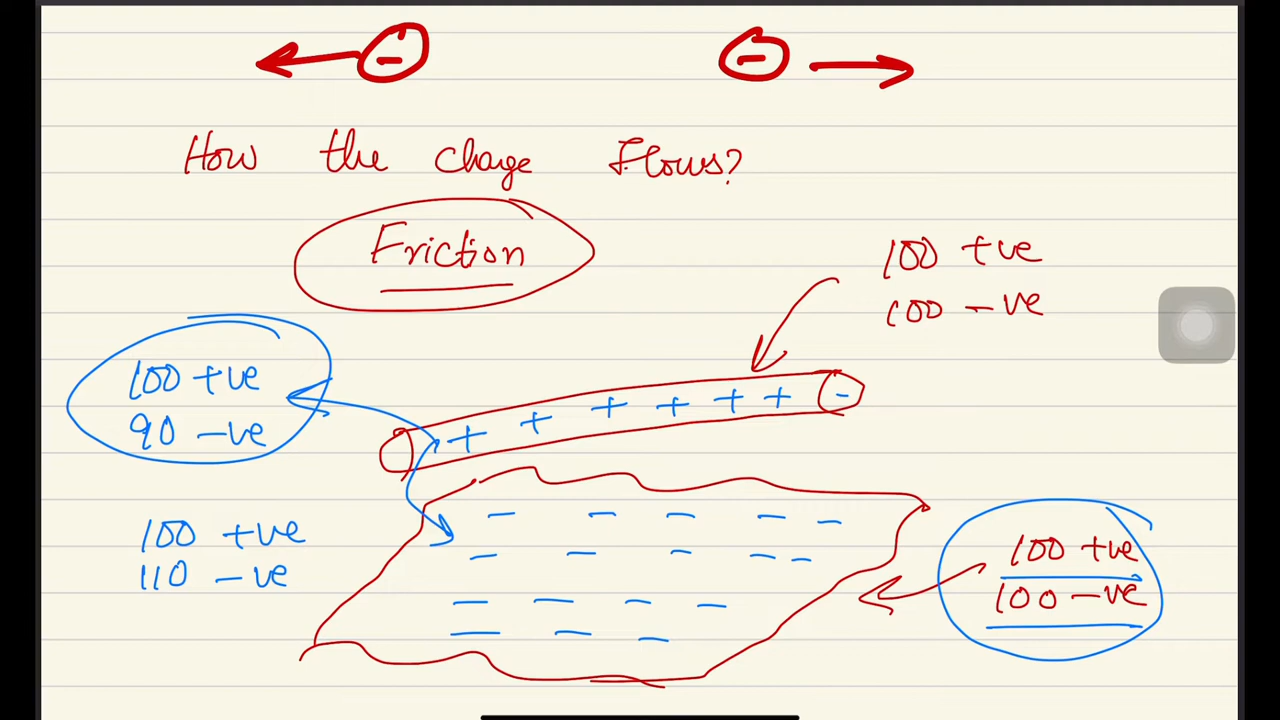 - -
How the charge Flows?
Friction
100 +ve
100 -ve
100 +ve
90 -ve
+ + + + + + -
100 +ve
110 -ve
100 +ve
100 -ve
- - - - -
- - - - -
- - - -
- - -